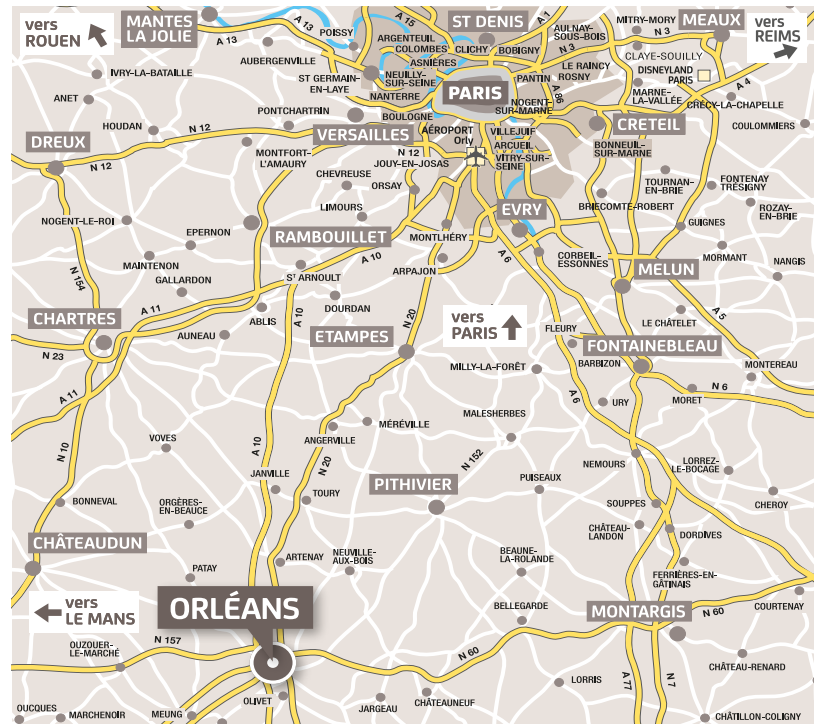 vers
ROUEN
MANTES
LA JOLIE
A 13
A 13
POISSY
A 15
ST DENIS
A 1
AULNAY-
SOUS-BOIS
MITRY-MORY
MEAUX
vers
REIMS
ARGENTEUIL
COLOMBES
CLICHY
BOBIGNY
N 3
N 3
AUBERGENVILLE
ASNIÈRES
LE RAINCY
CLAYE-SOUILLY
IVRY-LA-BATAILLE
ST GERMAIN
EN-LAYE
NEUILLY-
SUR-SEINE
PANTIN
ROSNY
DISNEYLAND
PARIS
A 4
ANET
NANTERRE
PARIS
NOGENT-
SUR-MARNE
A 86
MARNE-
LA-VALLÉE
CRÉCY-LA-CHAPELLE
PONTCHARTRIN
BOULOGNE
HOUDAN
N 12
VERSAILLES
AÉROPORT
Orly
VILLEJUIF
ARCUEIL
VITRY-SUR-
SEINE
CRETEIL
COULOMMIERS
DREUX
N 12
MONTFORT-
L'AMAURY
N 12
JOUY-EN-JOSAS
BONNEUIL-
SUR-MARNE
CHEVREUSE
ORSAY
TOURNAN-
EN-BRIE
FONTENAY
TRÉSIGNY
LIMOURS
EVRY
BRIECOMTE-ROBERT
ROZAY-
EN-BRIE
NOGENT-LE-ROI
EPERNON
RAMBOUILLET
MONTLHÉRY
GUIGNES
MAINTENON
A 10
A 6
CORBEIL-
ESSONNES
MORMANT
NANGIS
N 154
GALLARDON
ST ARNOULT
ARPAJON
MELUN
CHARTRES
A 11
ABLIS
DOURDAN
vers
PARIS
LE CHÂTELET
A 5
AUNEAU
A 10
ETAMPES
N 20
FLEURY
FONTAINEBLEAU
N 23
MILLY-LA-FORÊT
BARBIZON
MONTEREAU
A 11
A 6
URY
MORET
N 6
MÉRÉVILLE
MALESHERBES
N 10
VOVES
A 10
ANGERVILLE
N 20
N 152
NEMOURS
LORREZ-
LE-BOCAGE
JANVILLE
BONNEVAL
ORGÈRES-
EN-BEAUCE
TOURY
PITHIVIER
PUISEAUX
SOUPPES
CHEROY
CHÂTEAUDUN
CHÂTEAU-
LANDON
DORDIVES
PATAY
ARTENAY
NEUVILLE-
AUX-BOIS
BEAUNE-
LA-ROLANDE
FERRIÈRES-EN-
GÂTINAIS
vers
LE MANS
ORLÉANS
BELLEGARDE
MONTARGIS
N 60
COURTENAY
OUZOUER-
LE-MARCHÉ
N 157
N 60
CHÂTEAU-RENARD
OUCQUES
MARCHENOIR
MEUNG
OLIVET
JARGEAU
CHÂTEAUNEUF
LORRIS
A 77
N 7
CHÂTILLON-COLIGNY